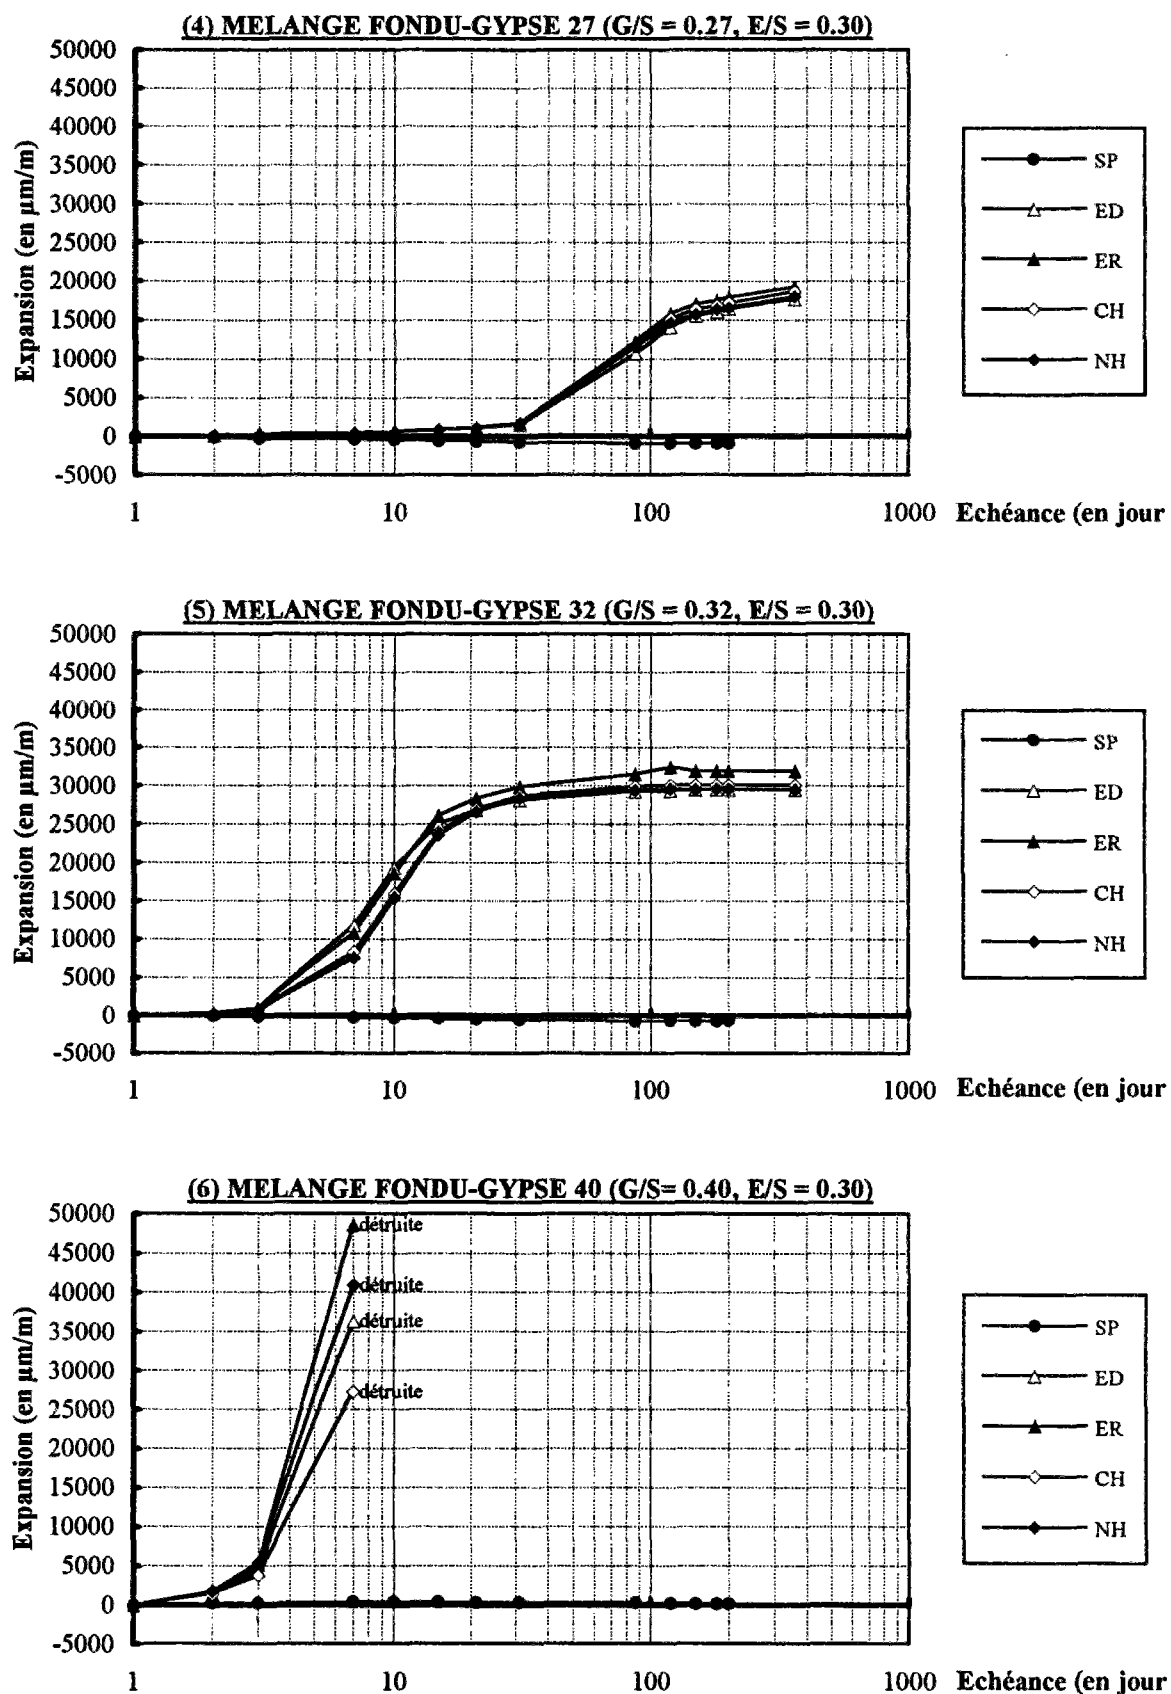 (4) MELANGE FONDU-GYPSE 27 (G/S = 0.27, E/S = 0.30)
Expansion (en µm/m)
50000
45000
40000
35000
30000
25000
20000
15000
10000
5000
0
-5000
1 10 100 1000 Echéance (en jour
SP
ED
ER
CH
NH
(5) MELANGE FONDU-GYPSE 32 (G/S = 0.32, E/S = 0.30)
Expansion (en µm/m)
50000
45000
40000
35000
30000
25000
20000
15000
10000
5000
0
-5000
1 10 100 1000 Echéance (en jour
SP
ED
ER
CH
NH
(6) MELANGE FONDU-GYPSE 40 (G/S= 0.40, E/S = 0.30)
Expansion (en µm/m)
50000
45000
40000
35000
30000
25000
20000
15000
10000
5000
0
-5000
détruite
détruite
détruite
détruite
1 10 100 1000 Echéance (en jour
SP
ED
ER
CH
NH